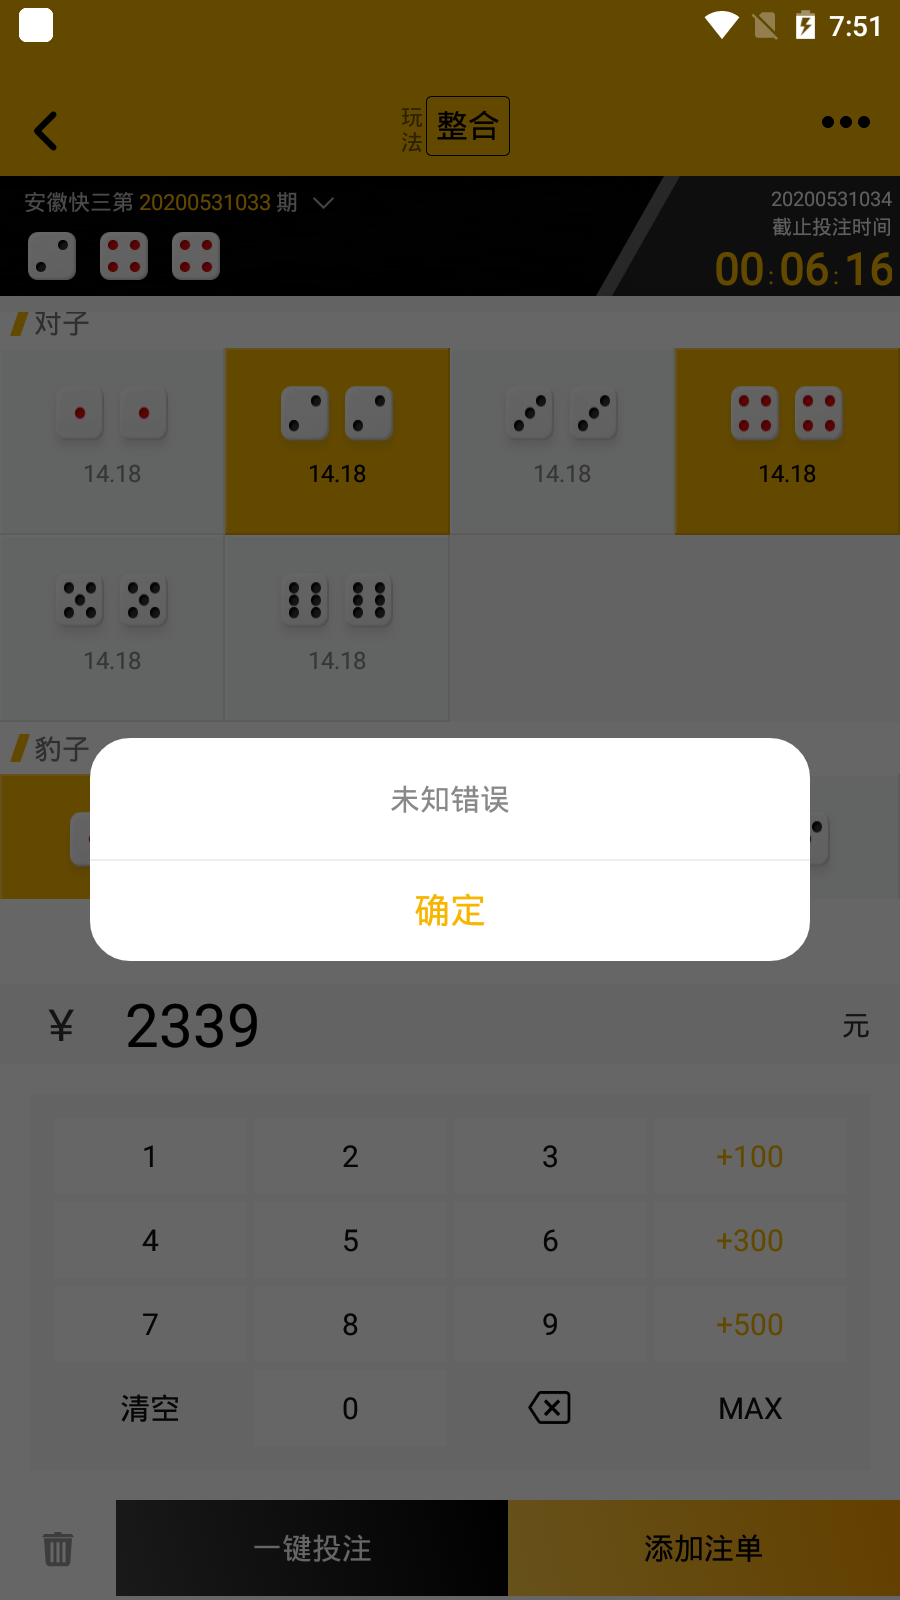 7:51
玩法
整合
安徽快三第 20200531033 期
20200531034
截止投注时间
00:06:16
对子
14.18
14.18
14.18
14.18
14.18
14.18
豹子
未知错误
确定
¥ 2339 元
1 2 3 +100
4 5 6 +300
7 8 9 +500
清空 0 MAX
一键投注 添加注单